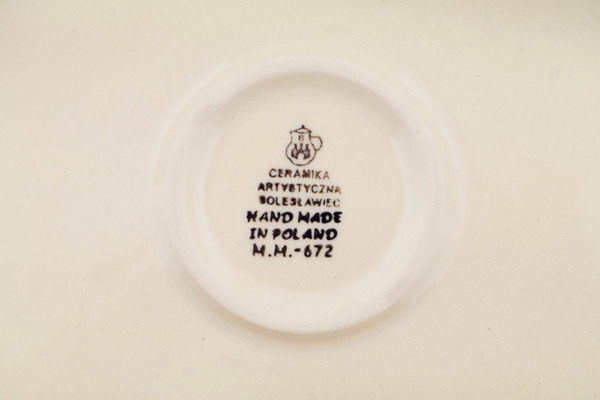 B
CERAMIKA
ARTYSTYCZNA
BOLESŁAWIEC
HAND MADE
IN POLAND
M.M.-672